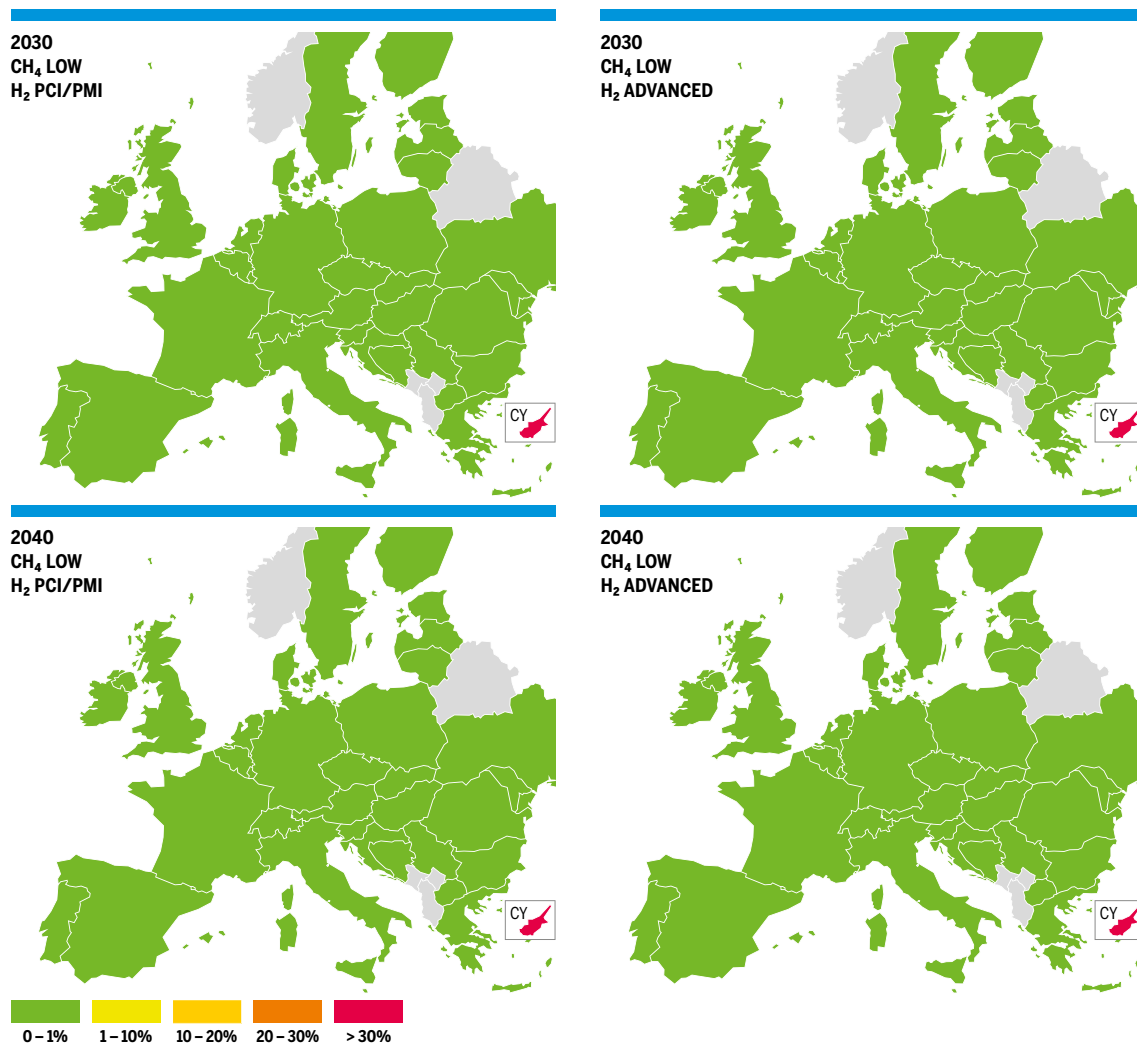 2030
CH₄ LOW
H₂ PCI/PMI
CY
2030
CH₄ LOW
H₂ ADVANCED
CY
2040
CH₄ LOW
H₂ PCI/PMI
CY
2040
CH₄ LOW
H₂ ADVANCED
CY
0 – 1% 1 – 10% 10 – 20% 20 – 30% > 30%